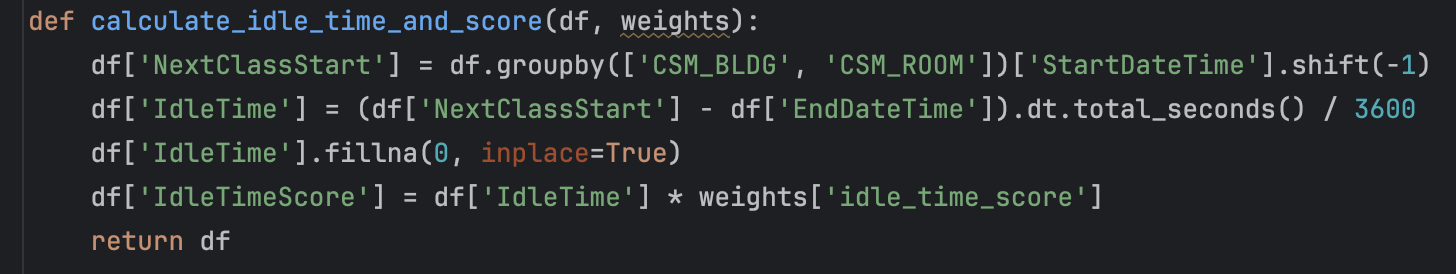 def calculate_idle_time_and_score(df, weights):
    df['NextClassStart'] = df.groupby(['CSM_BLDG', 'CSM_ROOM'])['StartDateTime'].shift(-1)
    df['IdleTime'] = (df['NextClassStart'] - df['EndDateTime']).dt.total_seconds() / 3600
    df['IdleTime'].fillna(0, inplace=True)
    df['IdleTimeScore'] = df['IdleTime'] * weights['idle_time_score']
    return df